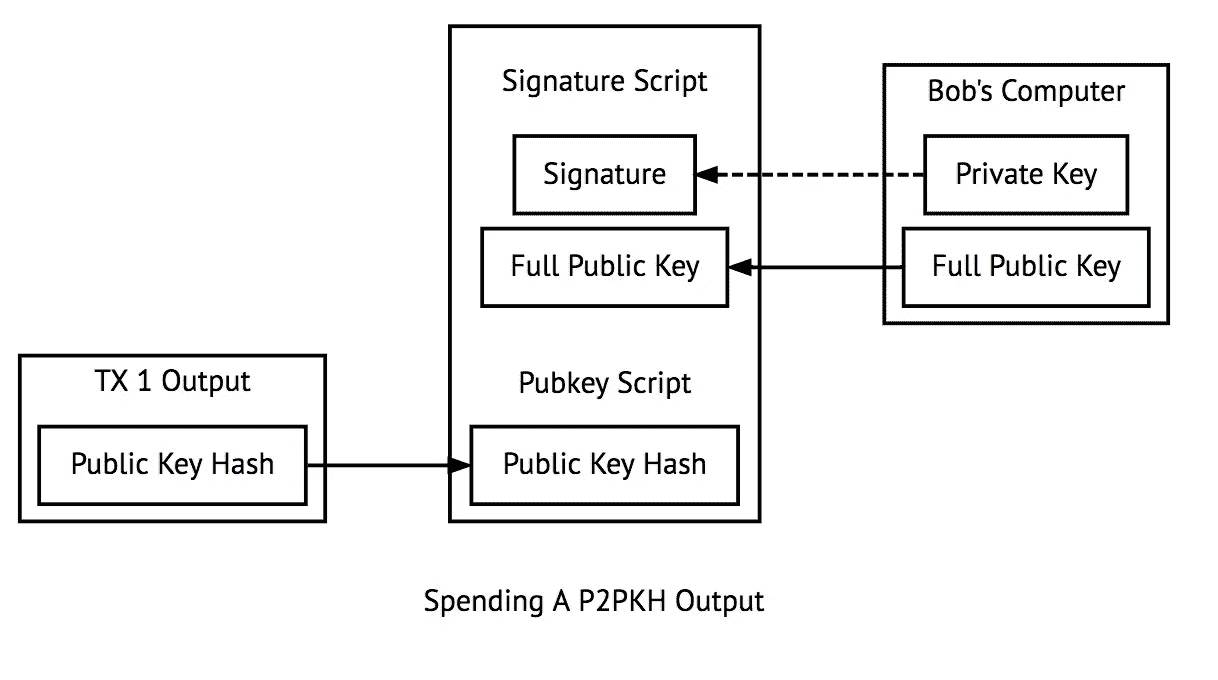 Signature Script
Bob's Computer
Signature
Private Key
Full Public Key
Full Public Key
TX 1 Output
Pubkey Script
Public Key Hash
Public Key Hash
Spending A P2PKH Output